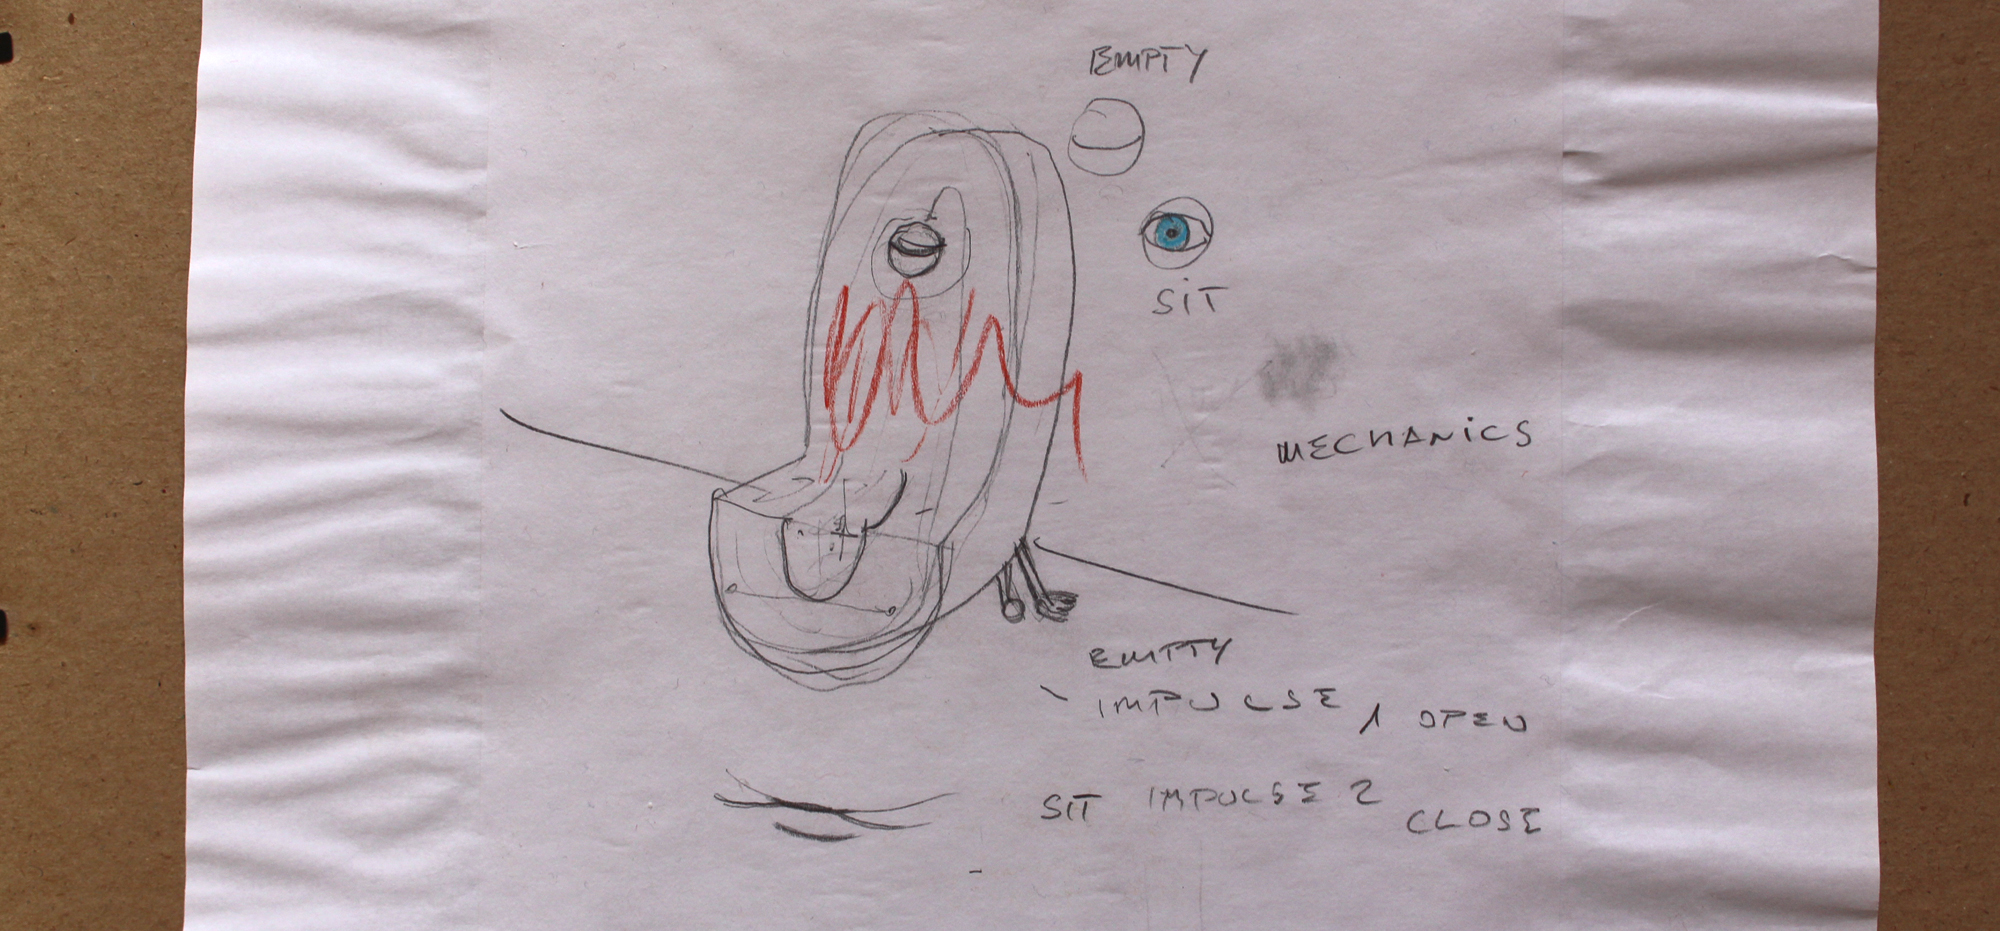 EMPTY
SiT
MECHANiCS
EMPTY
- IMPULSE 1 OPEN
SIT IMPULSE 2
CLOSE